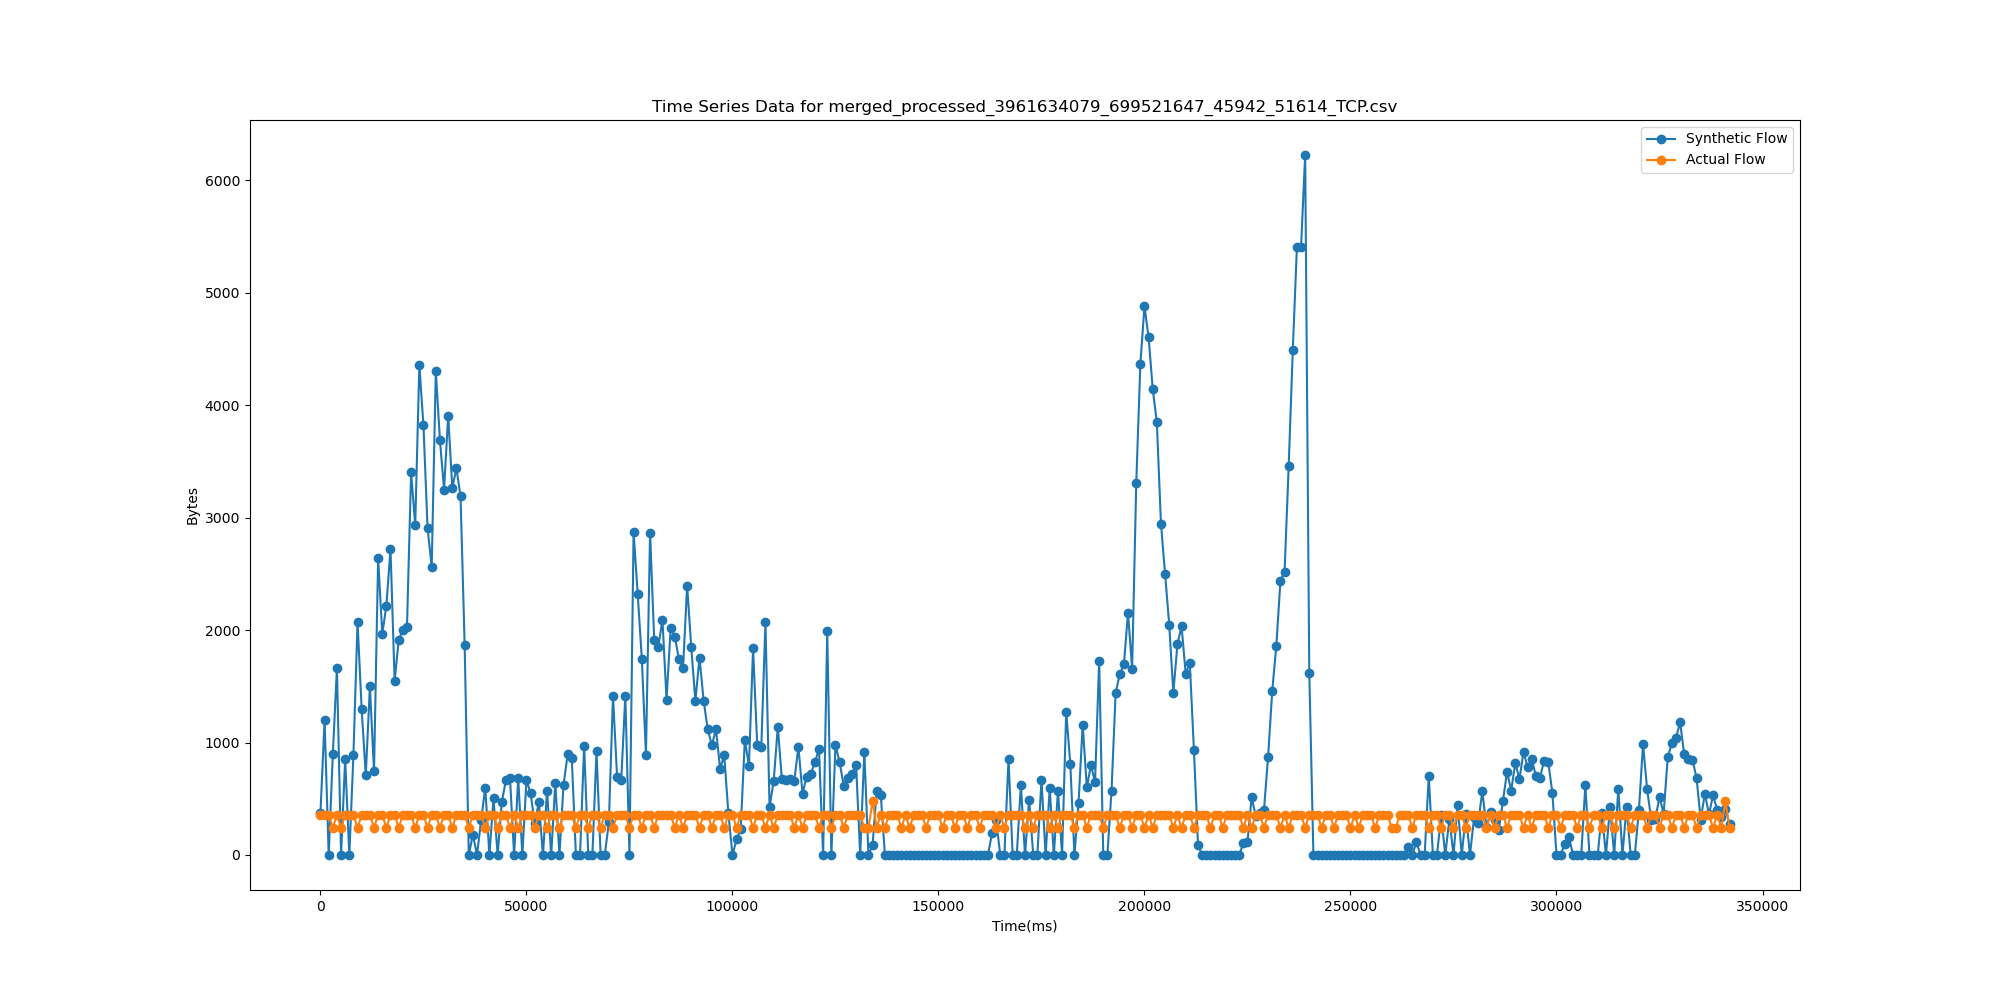 Time Series Data for merged_processed_3961634079_699521647_45942_51614_TCP.csv
Synthetic Flow
Actual Flow
Bytes
6000
5000
4000
3000
2000
1000
0
0 50000 100000 150000 200000 250000 300000 350000
Time(ms)